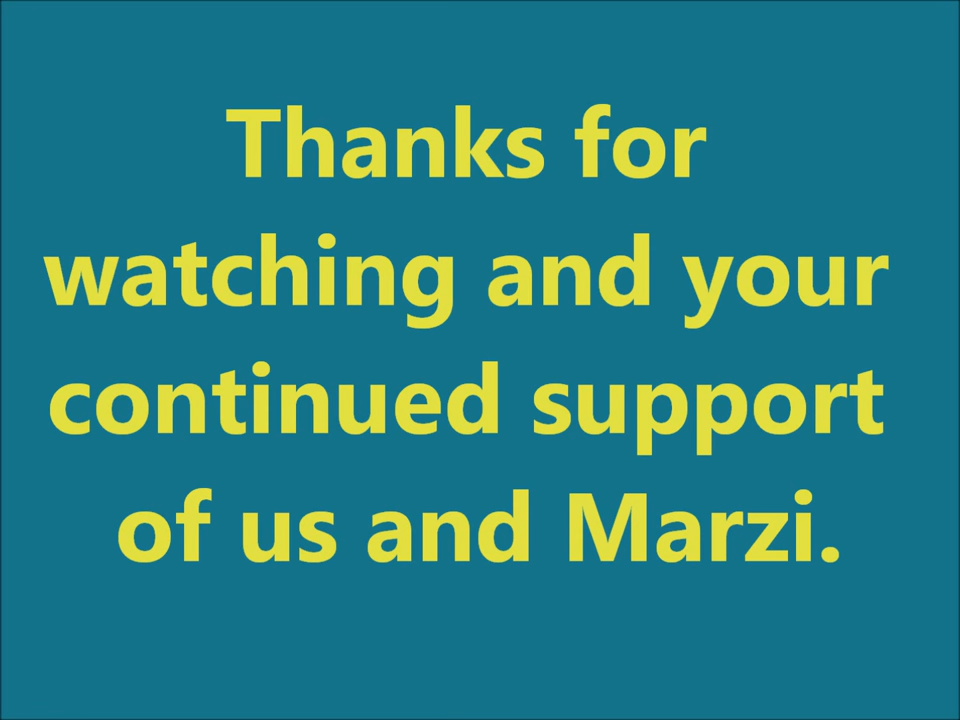 Thanks for
watching and your
continued support
of us and Marzi.